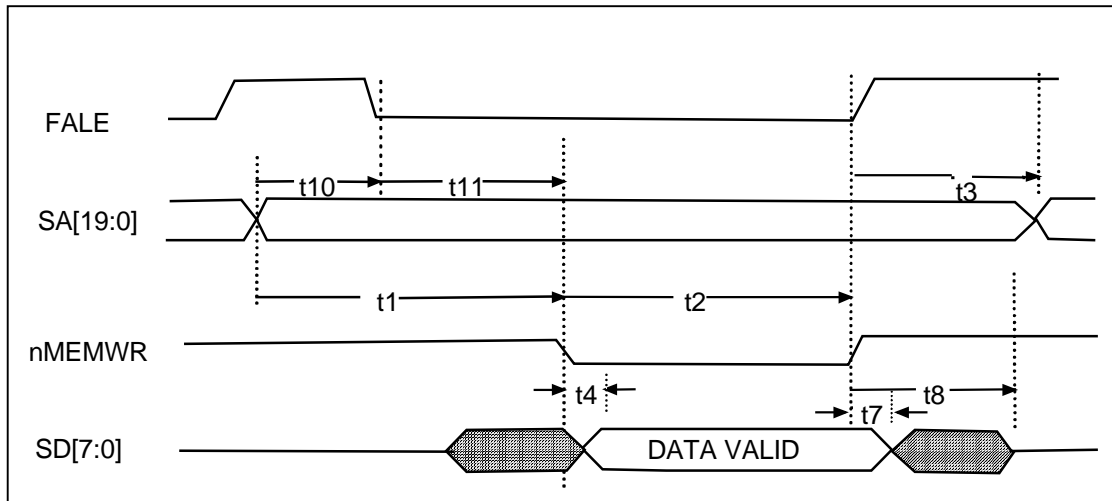 FALE
t10
t11
t3
SA[19:0]
t1
t2
nMEMWR
t4
t8
t7
SD[7:0]
DATA VALID